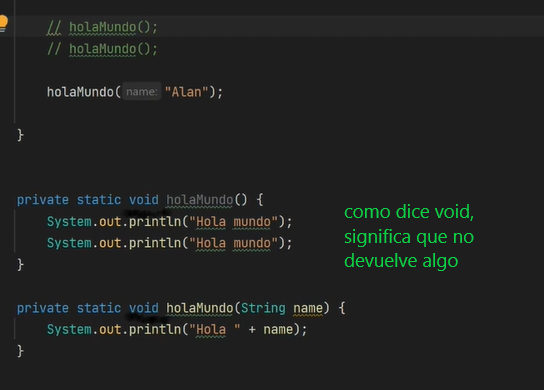 // holaMundo();
// holaMundo();
holaMundo( name: "Alan");
}
private static void holaMundo() {
System.out.println("Hola mundo");
System.out.println("Hola mundo");
}
private static void holaMundo(String name) {
System.out.println("Hola " + name);
}
como dice void,
significa que no
devuelve algo